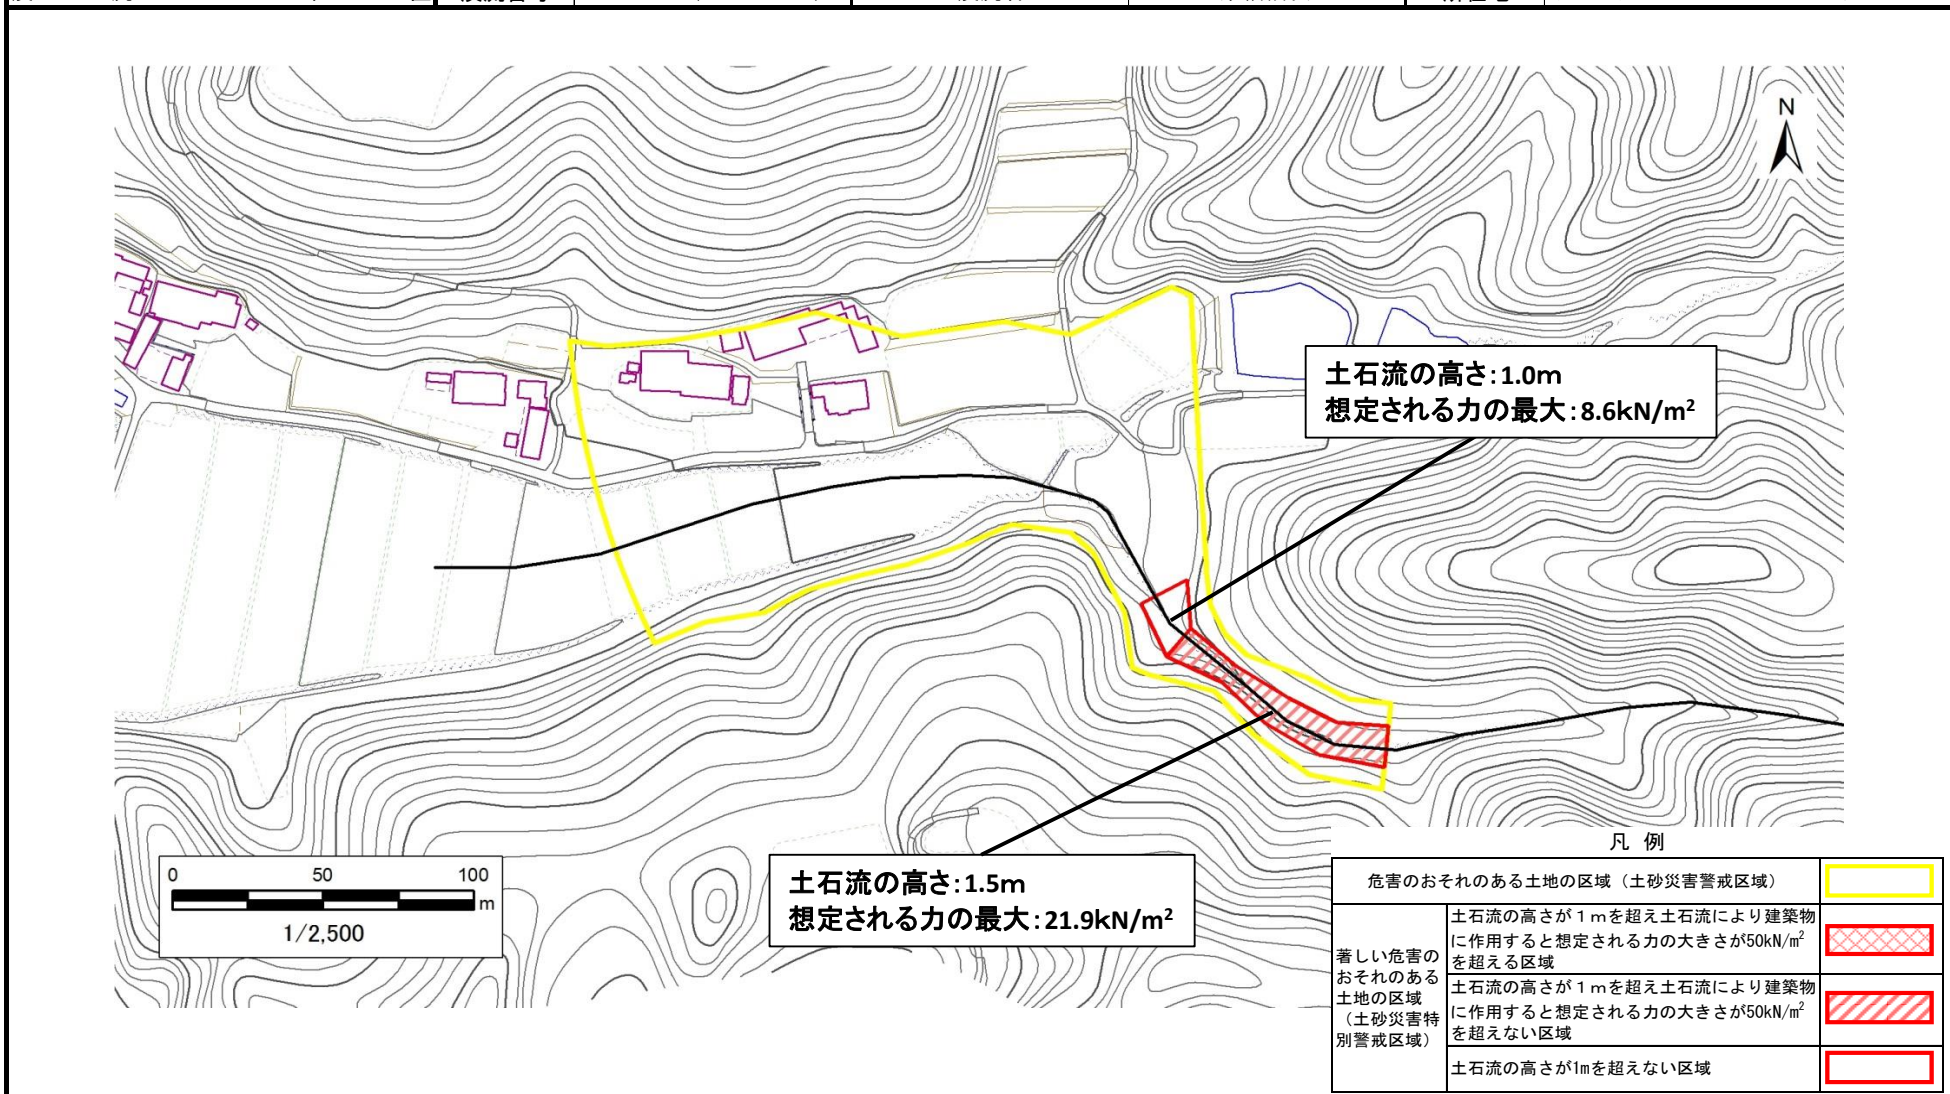 N
土石流の高さ:1.0m
想定される力の最大:8.6kN/m²
土石流の高さ:1.5m
想定される力の最大:21.9kN/m²
0 50 100
m
1/2,500
凡 例
危害のおそれのある土地の区域（土砂災害警戒区域）
著しい危害の
おそれのある
土地の区域
（土砂災害特
別警戒区域）
土石流の高さが１ｍを超え土石流により建築物
に作用すると想定される力の大きさが50kN/㎡
を超える区域
土石流の高さが１ｍを超え土石流により建築物
に作用すると想定される力の大きさが50kN/㎡
を超えない区域
土石流の高さが1mを超えない区域